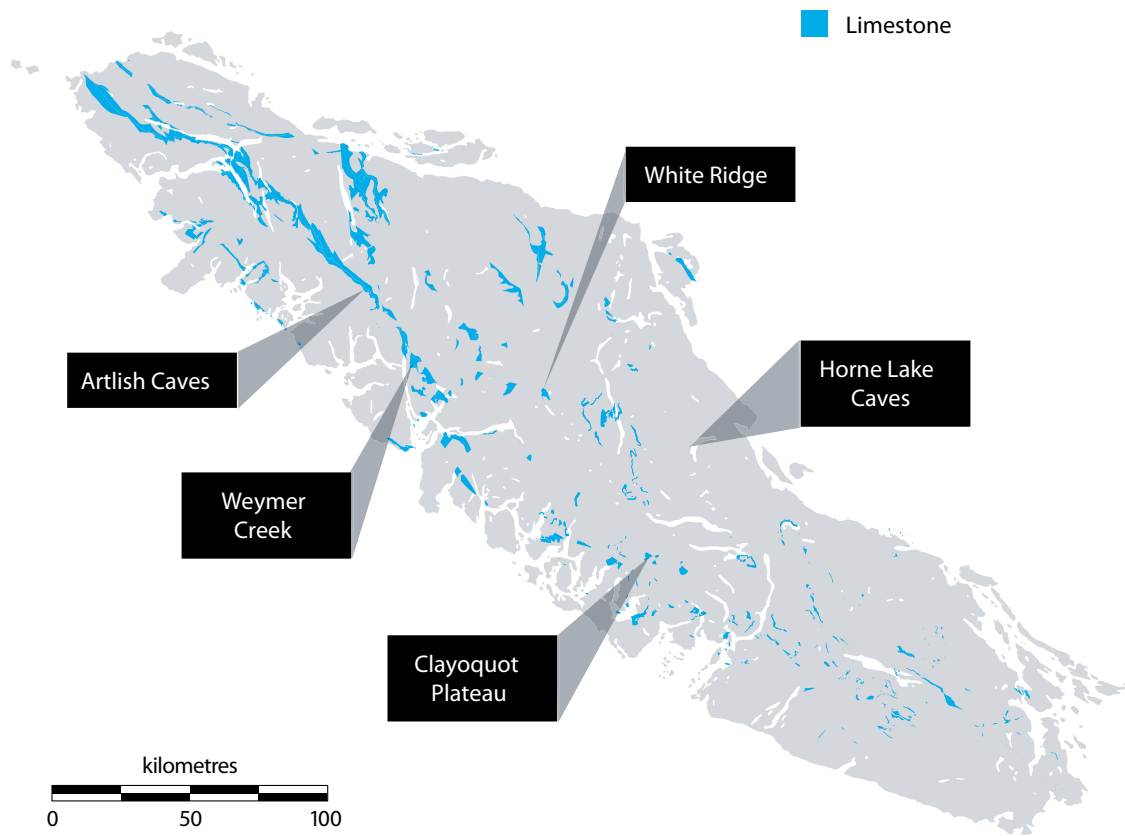 Limestone
White Ridge
Artlish Caves
Horne Lake
Caves
Weymer
Creek
Clayoquot
Plateau
kilometres
0 50 100